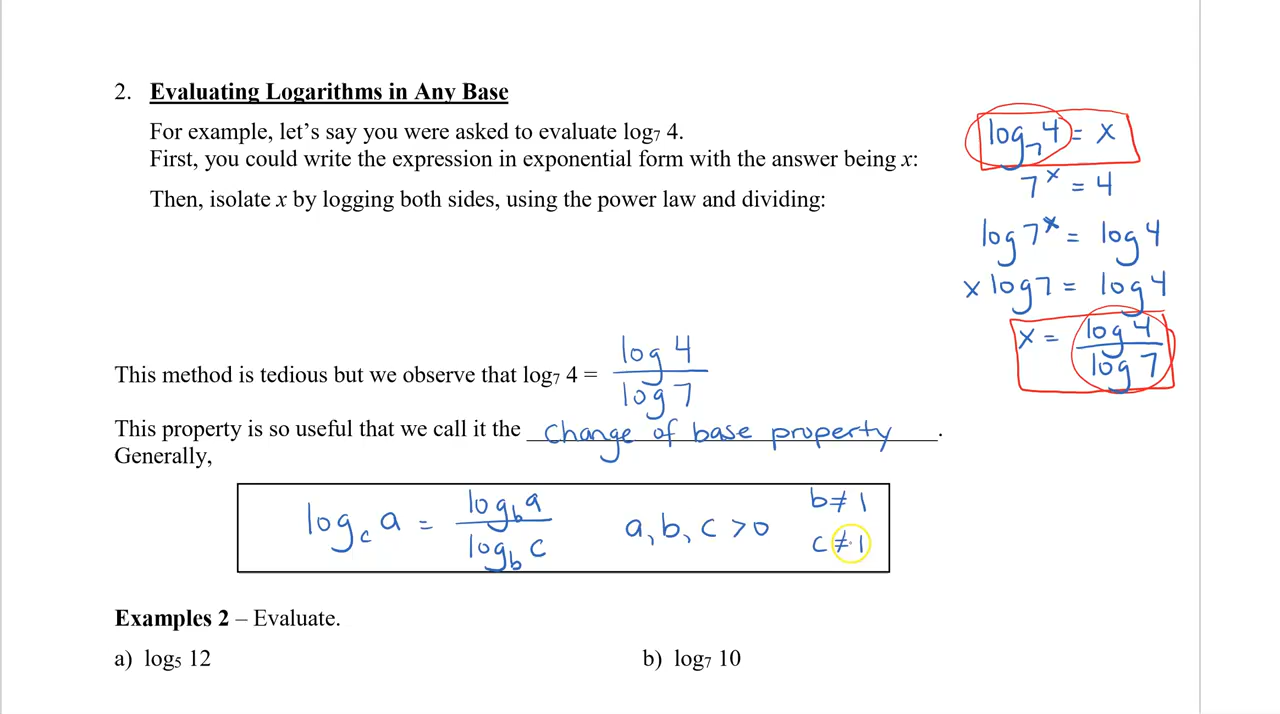 2. Evaluating Logarithms in Any Base
For example, let's say you were asked to evaluate log₇ 4.
First, you could write the expression in exponential form with the answer being x:
Then, isolate x by logging both sides, using the power law and dividing:
log₇ 4 = x
7ˣ = 4
log 7ˣ = log 4
x log 7 = log 4
x = log 4 / log 7
This method is tedious but we observe that log₇ 4 = log 4 / log 7
This property is so useful that we call it the change of base property.
Generally,
log_c a = log_b a / log_b c a, b, c > 0 b ≠ 1
c ≠ 1
Examples 2 – Evaluate.
a) log₅ 12 b) log₇ 10